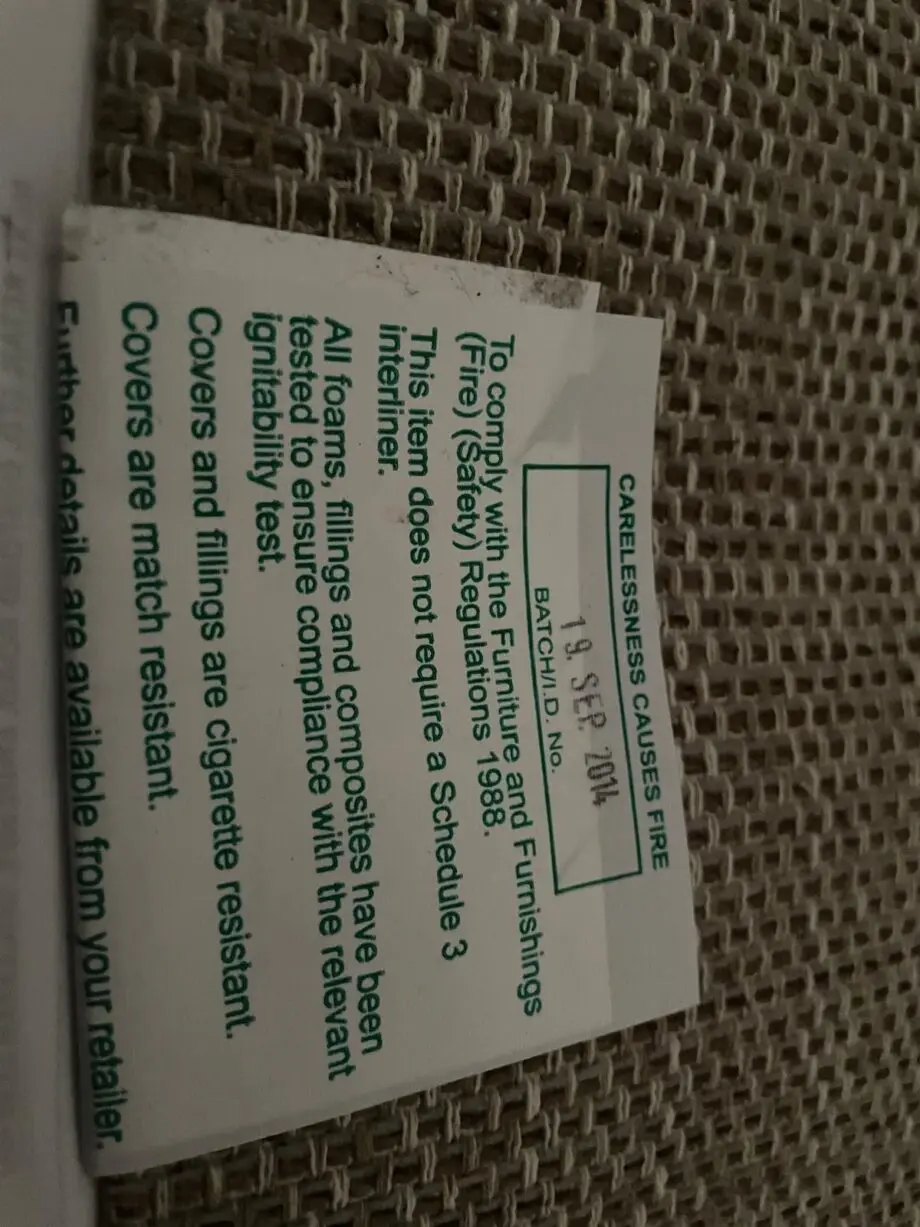 CARELESSNESS CAUSES FIRE
19. SEP. 2014
BATCH/I.D. No.
To comply with the Furniture and Furnishings
(Fire) (Safety) Regulations 1988.
This item does not require a Schedule 3
interliner.
All foams, fillings and composites have been
tested to ensure compliance with the relevant
ignitability test.
Covers and fillings are cigarette resistant.
Covers are match resistant.
Further details are available from your retailer.